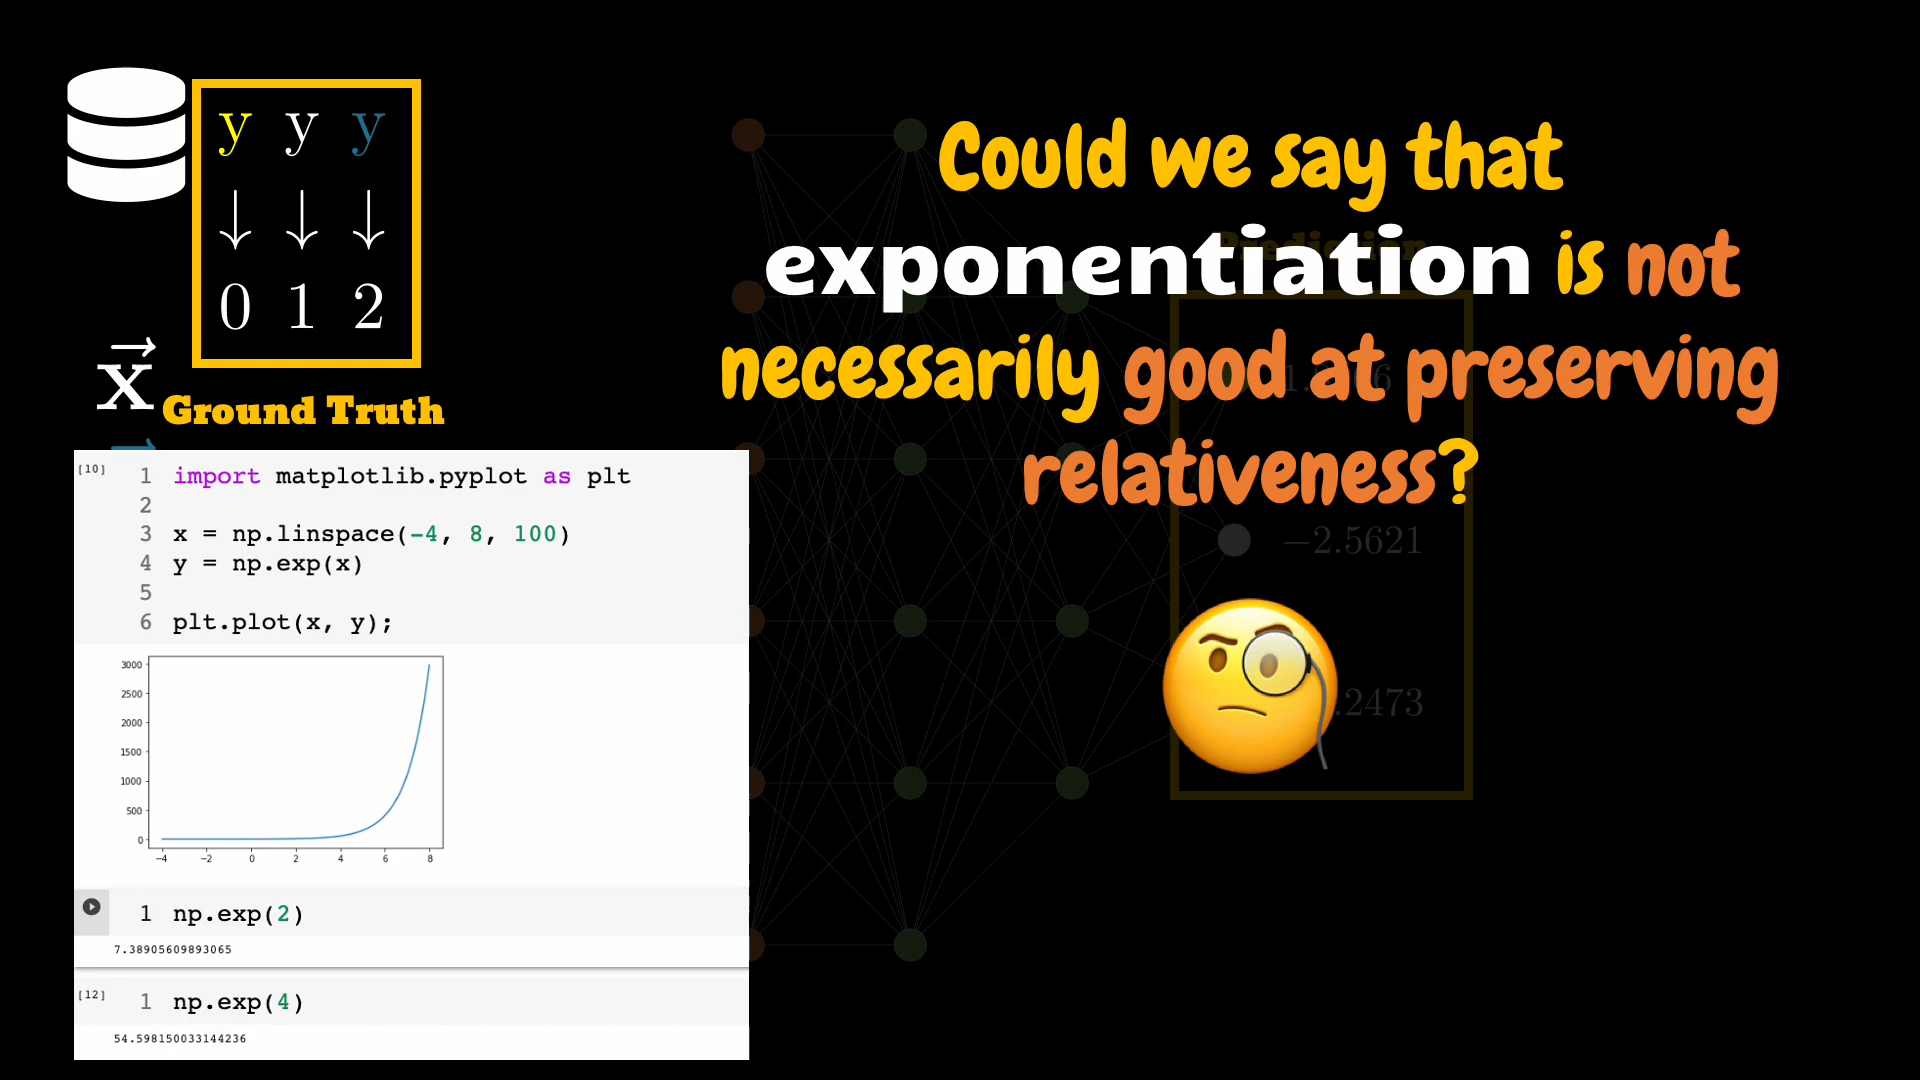 y y y
↓ ↓ ↓
0 1 2
x
Ground Truth
Could we say that
exponentiation is not
necessarily good at preserving
relativeness?
−2.5621
.2473
[10]
1 import matplotlib.pyplot as plt
2
3 x = np.linspace(-4, 8, 100)
4 y = np.exp(x)
5
6 plt.plot(x, y);
3000
2500
2000
1500
1000
500
0
−4 −2 0 2 4 6 8
1 np.exp(2)
7.38905609893065
[12] 1 np.exp(4)
54.598150033144236